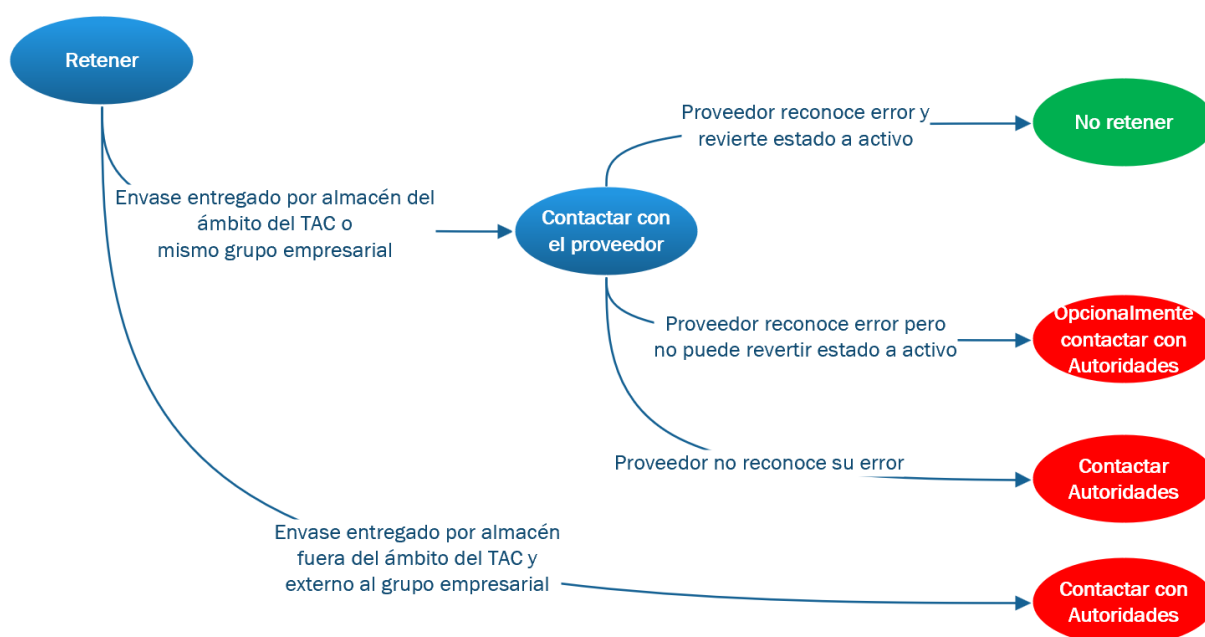 Retener
Proveedor reconoce error y
revierte estado a activo
No retener
Envase entregado por almacén del
ámbito del TAC o
mismo grupo empresarial
Contactar con
el proveedor
Proveedor reconoce error pero
no puede revertir estado a activo
Opcionalmente
contactar con
Autoridades
Proveedor no reconoce su error
Contactar
Autoridades
Envase entregado por almacén
fuera del ámbito del TAC y
externo al grupo empresarial
Contactar con
Autoridades